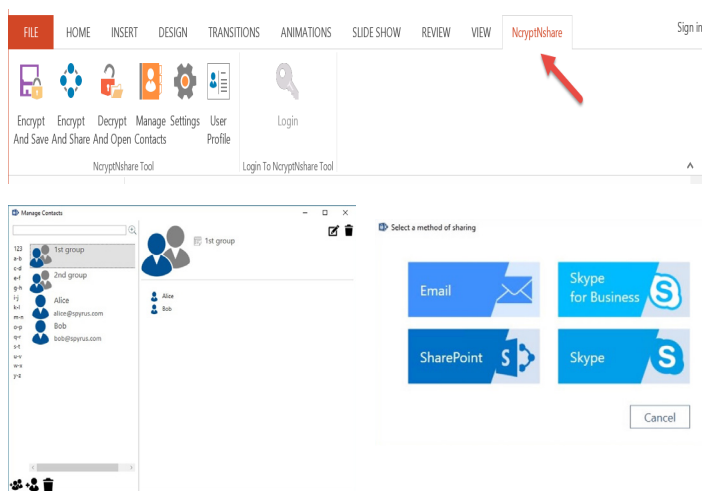 FILE HOME INSERT DESIGN TRANSITIONS ANIMATIONS SLIDE SHOW REVIEW VIEW NcryptNshare Sign in
Encrypt And Save
Encrypt And Share
Decrypt And Open
Manage Contacts
Settings
User Profile
Login
NcryptNshare Tool
Login To NcryptNshare Tool
Manage Contacts
123
a-b
c-d
e-f
g-h
i-j
k-l
m-n
o-p
q-r
s-t
u-v
w-x
y-z
1st group
2nd group
Alice
alice@spyrus.com
Bob
bob@spyrus.com
1st group
Alice
Bob
Select a method of sharing
Email
Skype
for Business
S
SharePoint
S
Skype
S
Cancel